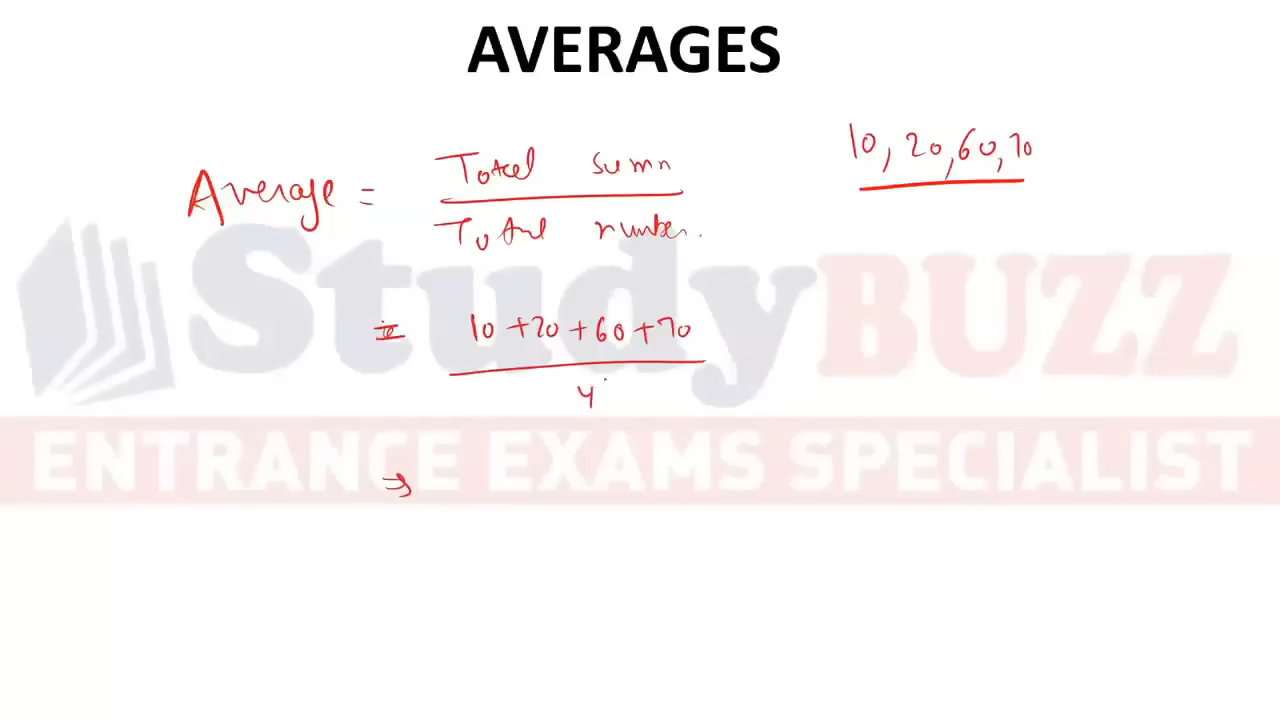 AVERAGES
10, 20, 60, 70
Average = Total sum
Total number.
= 10 + 20 + 60 + 70
4
⇒
StudyBUZZ
ENTRANCE EXAMS SPECIALIST